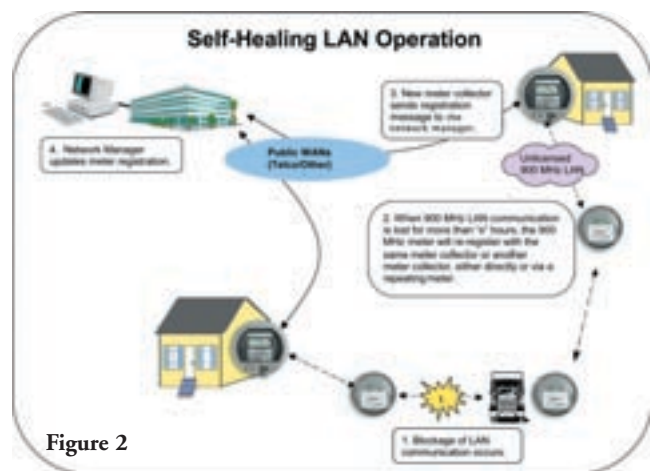 Self-Healing LAN Operation
3. New meter collector
sends registration
message to the
network manager.
4. Network Manager
updates meter registration.
Public WANs
(Telco/Other)
Unlicensed
900 MHz LAN
2. When 900 MHz LAN communication
is lost for more than "n" hours, the 900
MHz meter will re-register with the
same meter collector or another
meter collector, either directly or via a
repeating meter.
1.
1. Blockage of LAN
communication occurs.
Figure 2